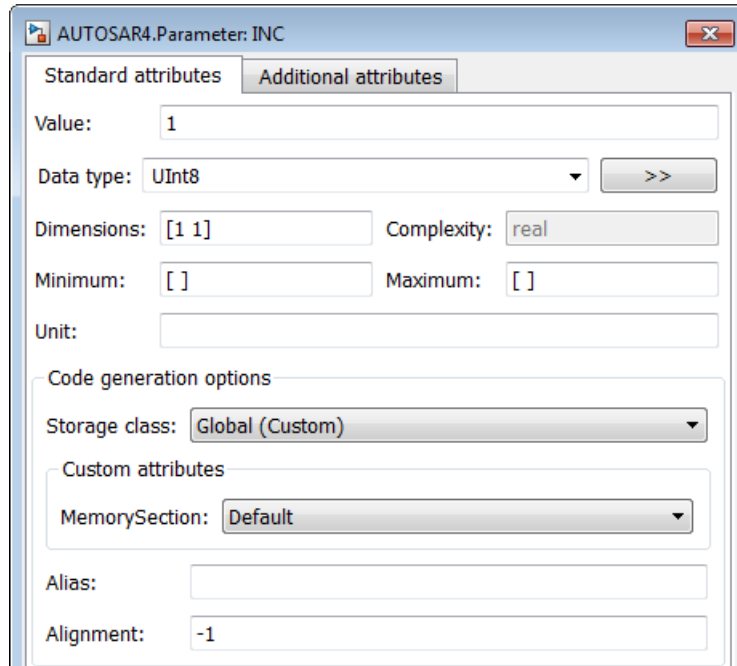 AUTOSAR4.Parameter: INC
Standard attributes Additional attributes
Value: 1
Data type: UInt8 >>
Dimensions: [1 1] Complexity: real
Minimum: [ ] Maximum: [ ]
Unit:
Code generation options
Storage class: Global (Custom)
Custom attributes
MemorySection: Default
Alias:
Alignment: -1